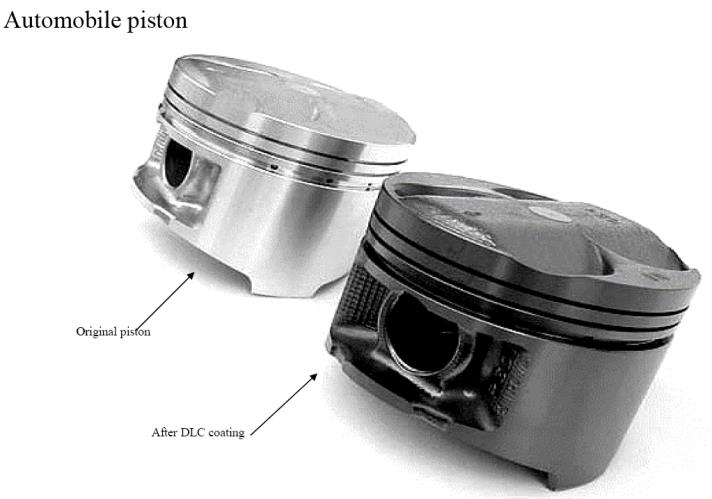 Automobile piston
Original piston
After DLC coating